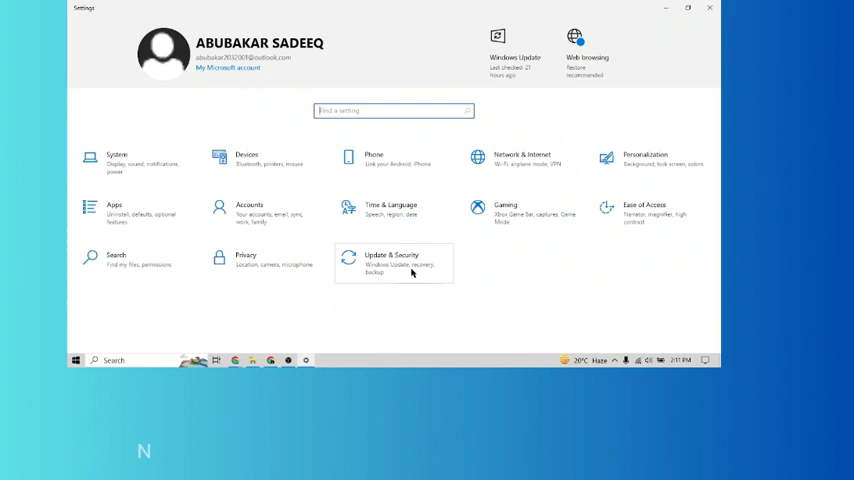 Settings
ABUBAKAR SADEEQ
abubakar2032001@outlook.com
My Microsoft account
Windows Update
Last checked: 21
hours ago
Web browsing
Restore
recommended
Find a setting
System
Display, sound, notifications,
power
Devices
Bluetooth, printers, mouse
Phone
Link your Android, iPhone
Network & Internet
Wi-Fi, airplane mode, VPN
Personalization
Background, lock screen, colors
Apps
Uninstall, defaults, optional
features
Accounts
Your accounts, email, sync,
work, family
Time & Language
Speech, region, date
Gaming
Xbox Game Bar, captures, Game
Mode
Ease of Access
Narrator, magnifier, high
contrast
Search
Find my files, permissions
Privacy
Location, camera, microphone
Update & Security
Windows Update, recovery,
backup
Search
20°C Haze
2:11 PM
N